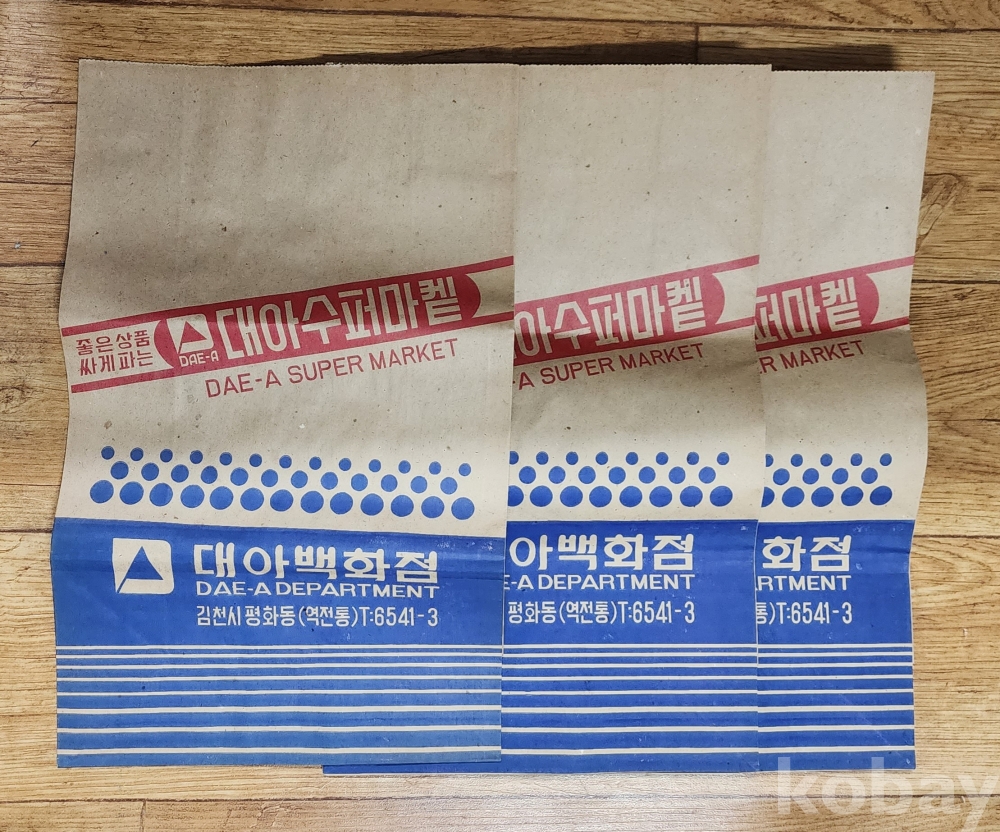 좋은상품
싸게파는
DAE-A
대아수퍼마켙
DAE-A SUPER MARKET
대아백화점
DAE-A DEPARTMENT
김천시 평화동(역전통)T:6541-3
아수퍼마켙
-A SUPER MARKET
아백화점
E-A DEPARTMENT
평화동(역전통)T:6541-3
퍼마켙
R MARKET
화점
RTMENT
통)T:6541-3
kobay